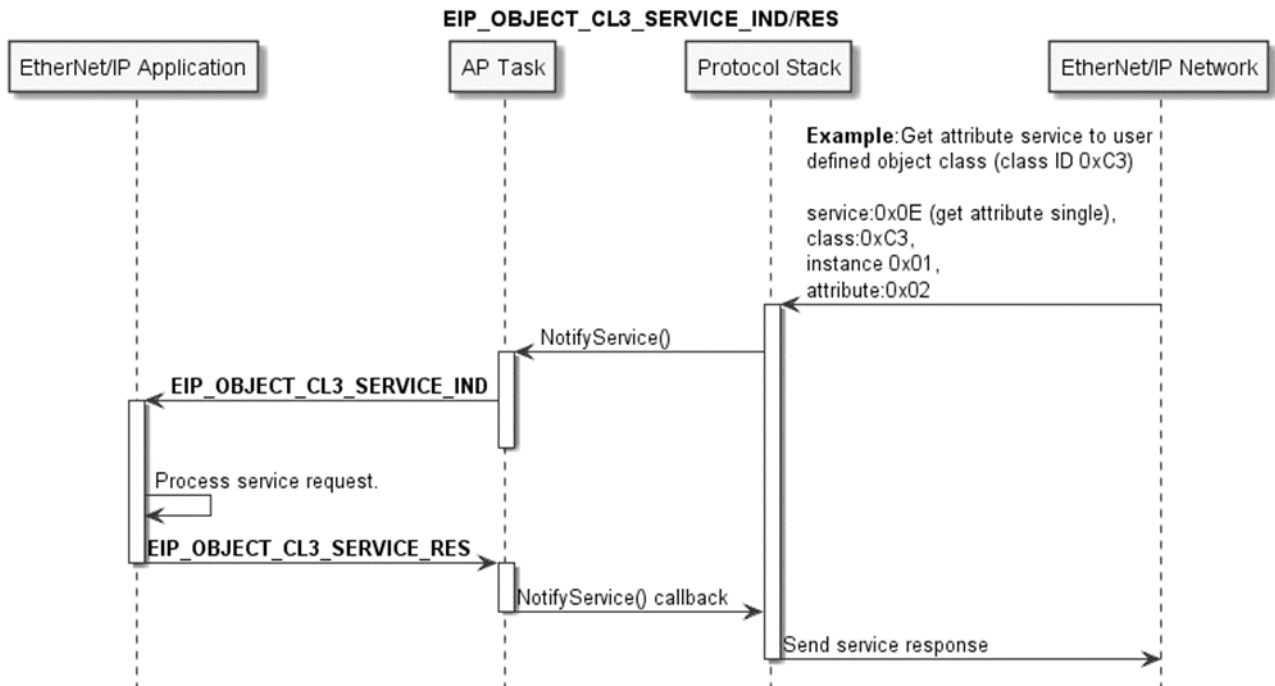 EIP_OBJECT_CL3_SERVICE_IND/RES
EtherNet/IP Application
AP Task
Protocol Stack
EtherNet/IP Network
Example:Get attribute service to user
defined object class (class ID 0xC3)
service:0x0E (get attribute single),
class:0xC3,
instance 0x01,
attribute:0x02
NotifyService()
EIP_OBJECT_CL3_SERVICE_IND
Process service request.
EIP_OBJECT_CL3_SERVICE_RES
NotifyService() callback
Send service response